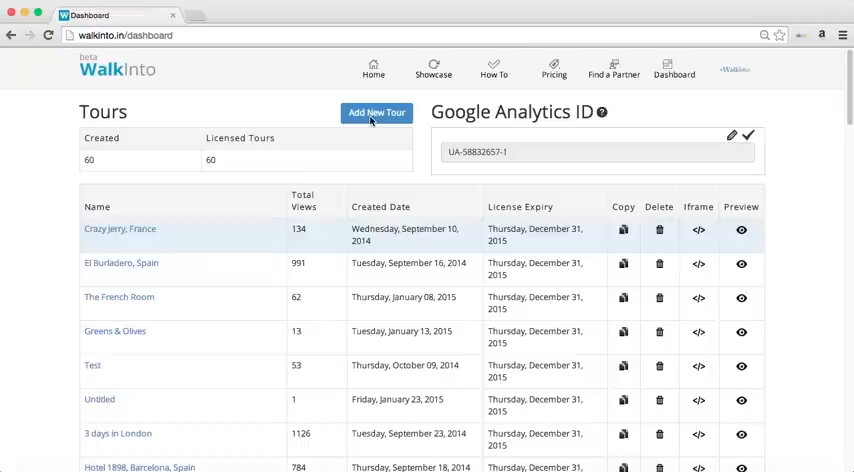 Dashboard
walkinto.in/dashboard
beta
WalkInto
Home
Showcase
How To
Pricing
Find a Partner
Dashboard
WalkInto
Tours
Add New Tour
Google Analytics ID
Created
Licensed Tours
60
60
UA-58832657-1
Name
Total Views
Created Date
License Expiry
Copy
Delete
Iframe
Preview
Crazy Jerry, France
134
Wednesday, September 10, 2014
Thursday, December 31, 2015
El Burladero, Spain
991
Tuesday, September 16, 2014
Thursday, December 31, 2015
The French Room
62
Thursday, January 08, 2015
Thursday, December 31, 2015
Greens & Olives
13
Tuesday, January 13, 2015
Thursday, December 31, 2015
Test
53
Thursday, October 09, 2014
Thursday, December 31, 2015
Untitled
1
Friday, January 23, 2015
Thursday, December 31, 2015
3 days in London
1126
Tuesday, September 23, 2014
Thursday, December 31, 2015
Hotel 1898, Barcelona, Spain
784
Thursday, September 18, 2014
Thursday, December 31,